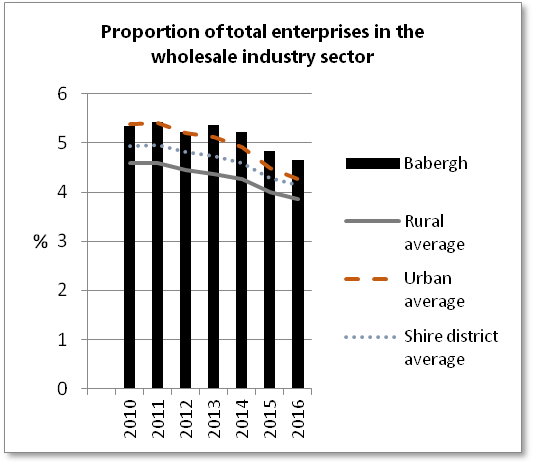 Proportion of total enterprises in the
wholesale industry sector
6
5
4
% 3
2
1
0
2010 2011 2012 2013 2014 2015 2016
Babergh
Rural
average
Urban
average
Shire district
average